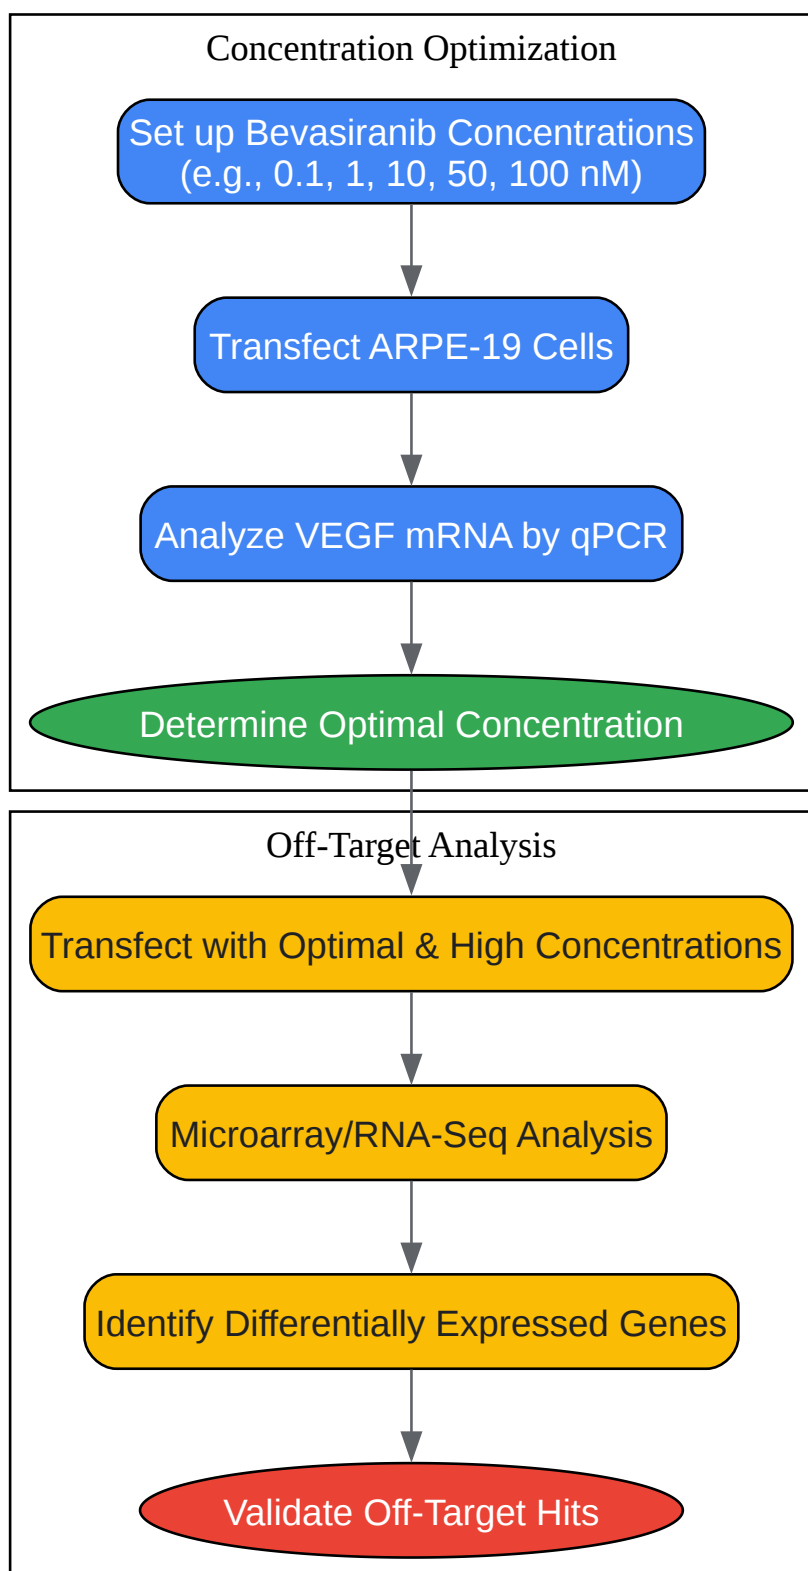 Concentration Optimization
Set up Bevasiranib Concentrations
(e.g., 0.1, 1, 10, 50, 100 nM)
Transfect ARPE-19 Cells
Analyze VEGF mRNA by qPCR
Determine Optimal Concentration
Off-Target Analysis
Transfect with Optimal & High Concentrations
Microarray/RNA-Seq Analysis
Identify Differentially Expressed Genes
Validate Off-Target Hits